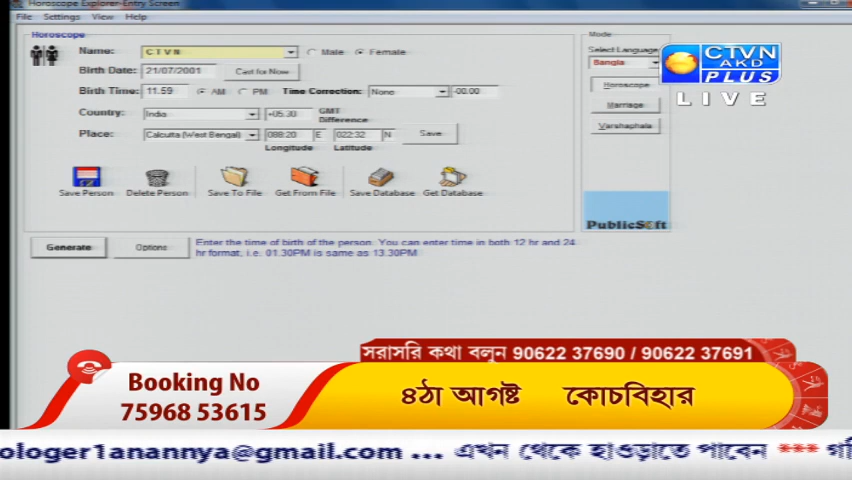 Horoscope Explorer-Entry Screen
File Settings View Help
Horoscope
Name: CTVN Male Female
Birth Date: 21/07/2001 Cast for Now
Birth Time: 11.59 AM PM Time Correction: None -00.00
Country: India +05.30 GMT Difference
Place: Calcutta (West Bengal) 088:20 E 022:32 N Save
Longitude Latitude
Save Person Delete Person Save To File Get From File Save Database Get Database
Generate Options
Enter the time of birth of the person. You can enter time in both 12 hr and 24
hr format, i.e. 01.30PM is same as 13.30PM
Mode
Select Language
Bangla
Horoscope
Marriage
Varshaphala
PublicSoft
CTVN
AKD
PLUS
LIVE
সরাসরি কথা বলুন 90622 37690 / 90622 37691
Booking No
75968 53615
৪ঠা আগষ্ট কোচবিহার
ologer1anannya@gmail.com ... এখন থেকে হাওড়াতে পাবেন ***